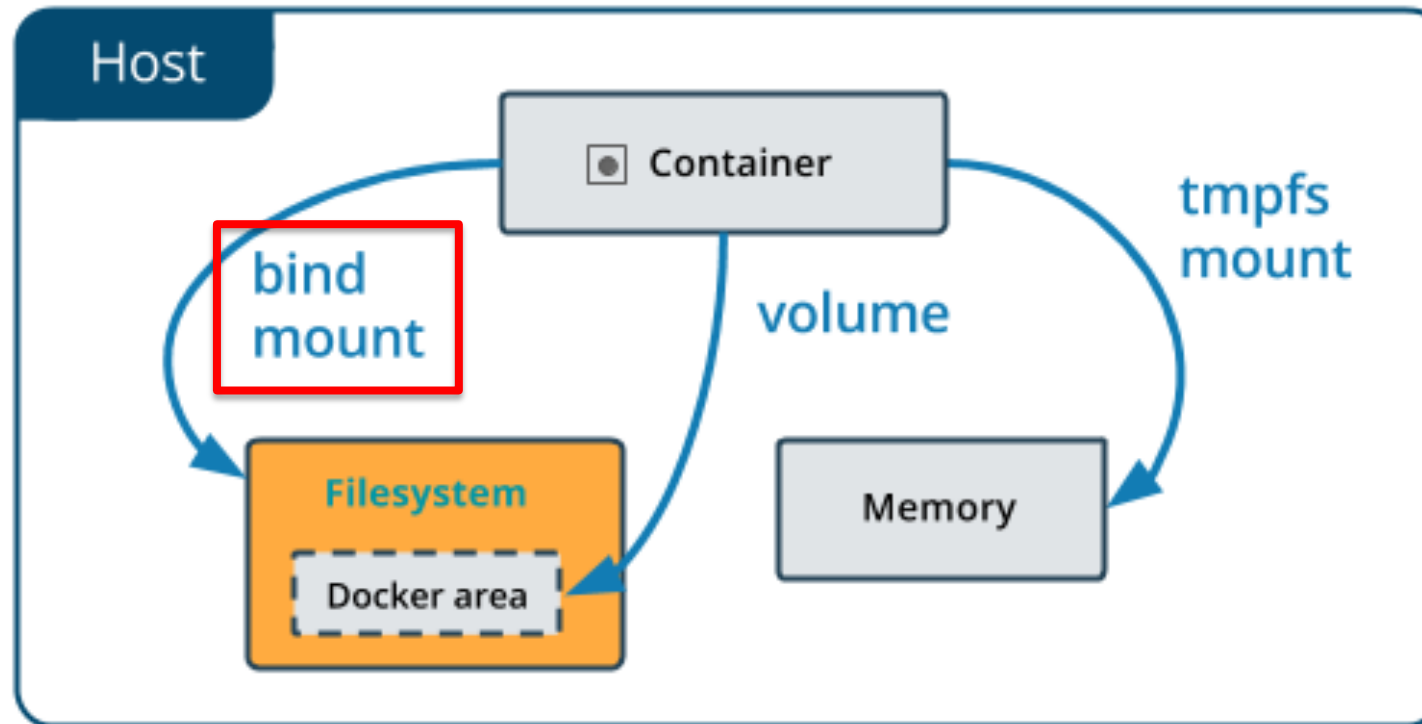 Host
Container
tmpfs
mount
bind
mount
volume
Filesystem
Memory
Docker area